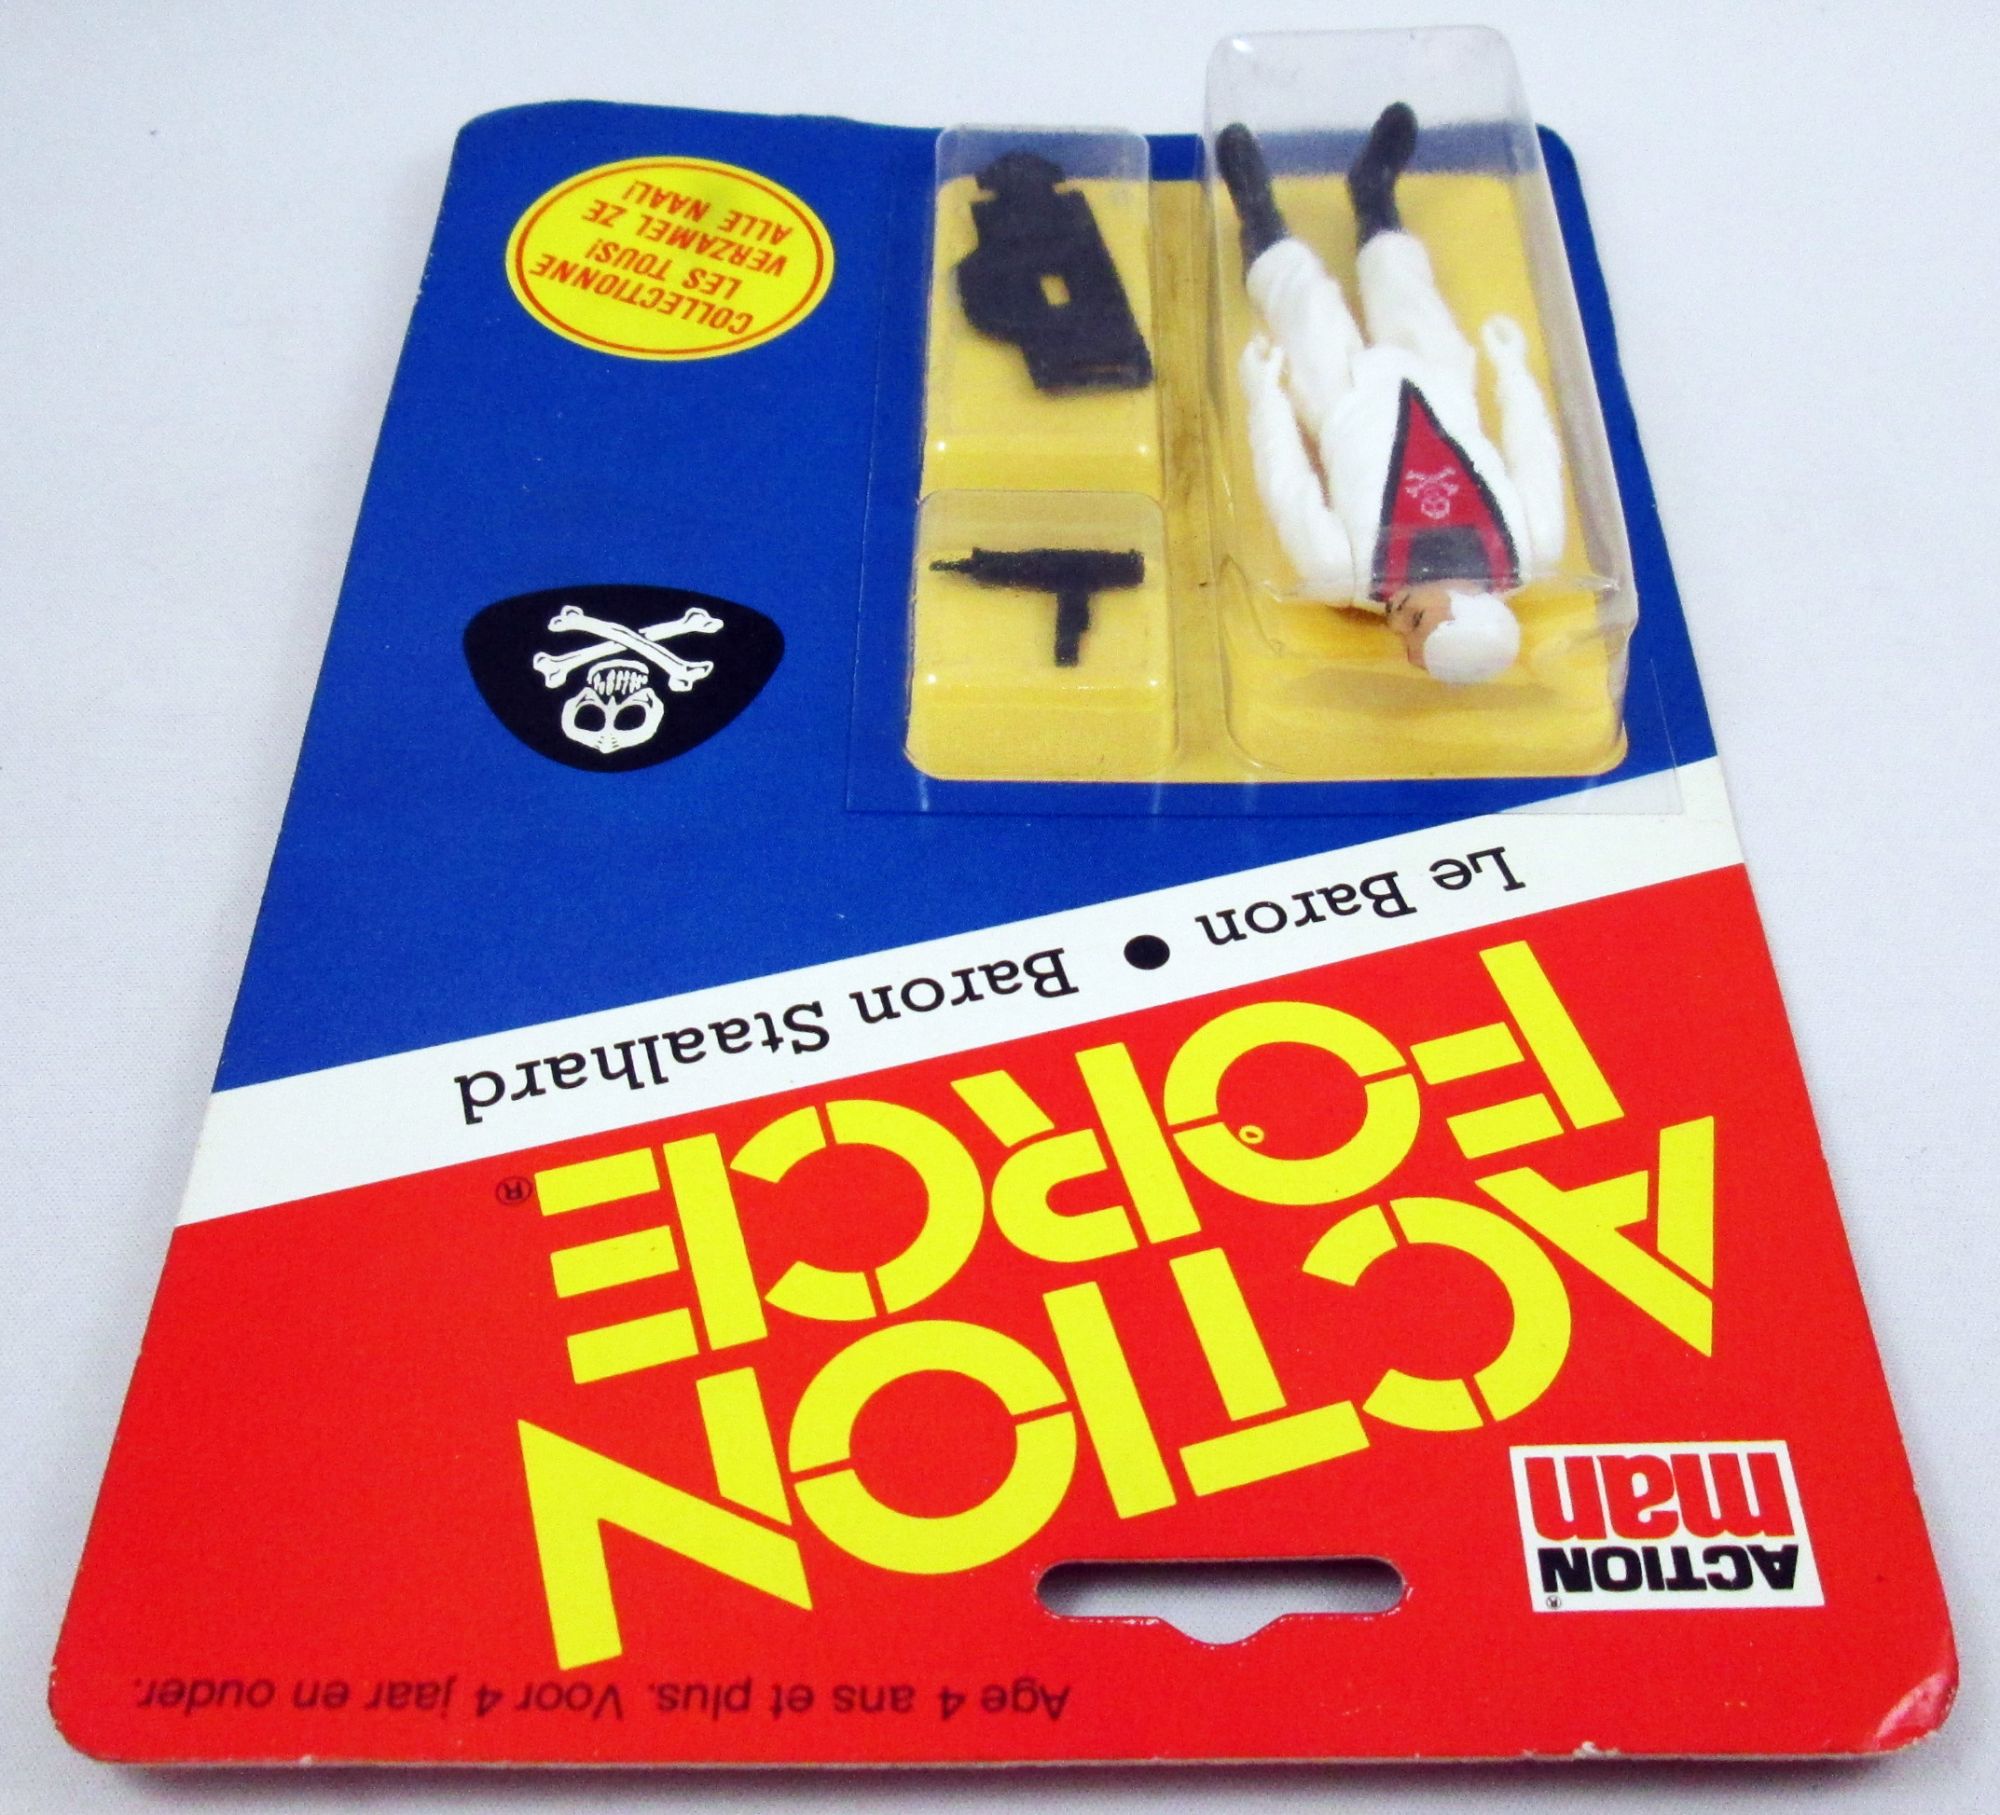 Age 4 ans et plus. Voor 4 jaar en ouder.
ACTION ®
man
ACTION
FORCE ®
Le Baron • Baron Staalhard
COLLECTIONNE
LES TOUS!
VERZAMEL ZE
ALLE NAAL!